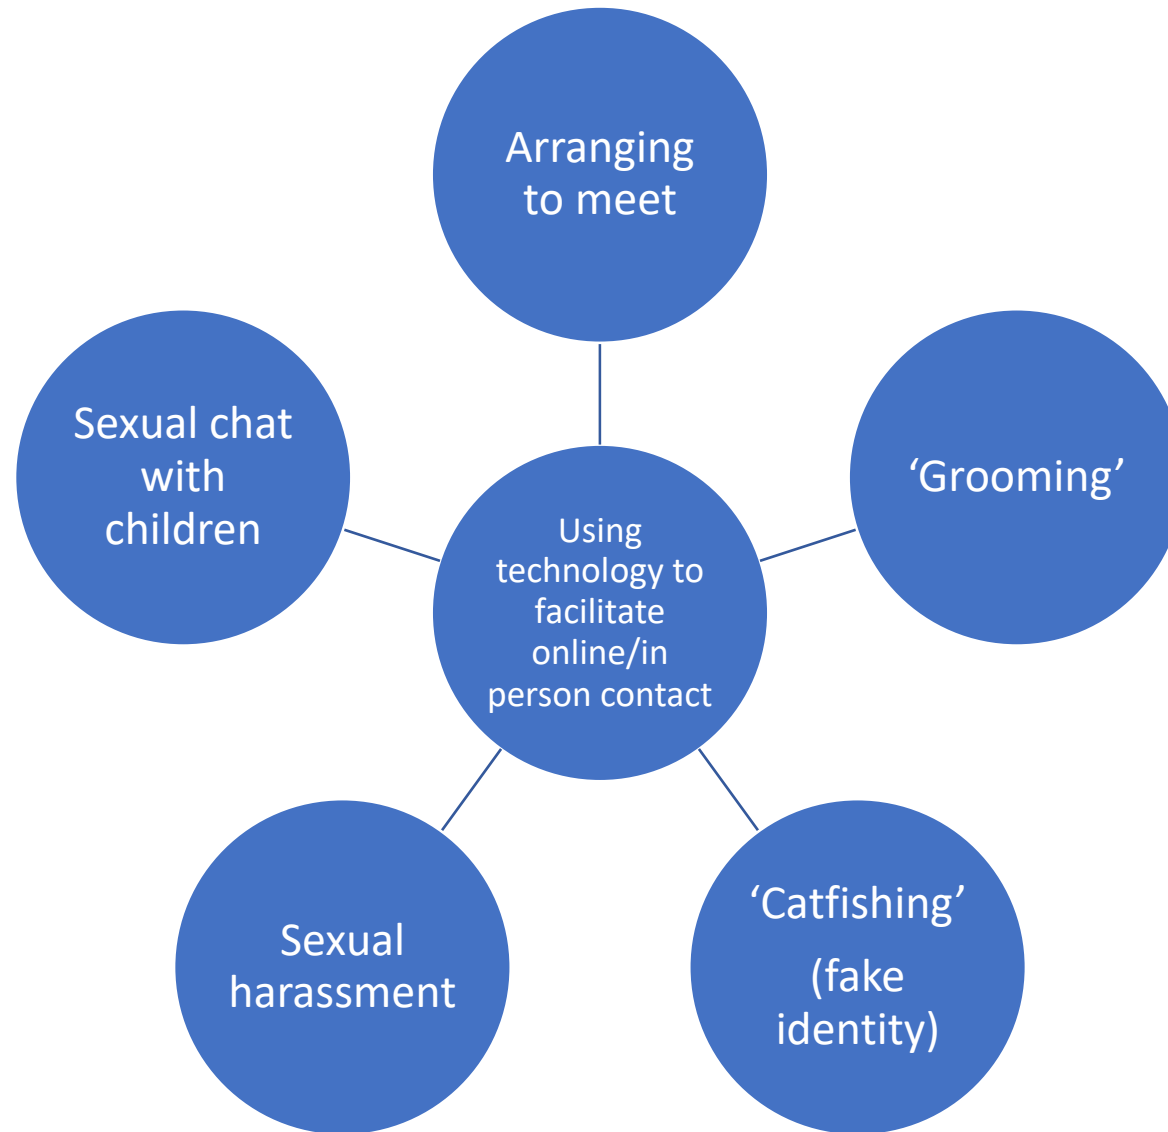 Arranging
to meet
‘Grooming’
‘Catfishing’
(fake
identity)
Sexual
harassment
Sexual chat
with
children
Using
technology to
facilitate
online/in
person contact